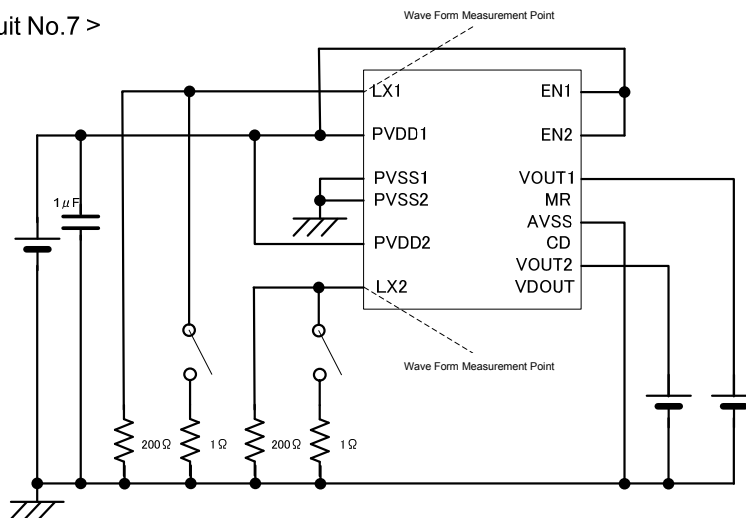 uit No.7 >
Wave Form Measurement Point
LX1
EN1
PVDD1
EN2
PVSS1
VOUT1
PVSS2
MR
AVSS
PVDD2
CD
VOUT2
LX2
VDOUT
1μF
Wave Form Measurement Point
200Ω
1Ω
200Ω
1Ω